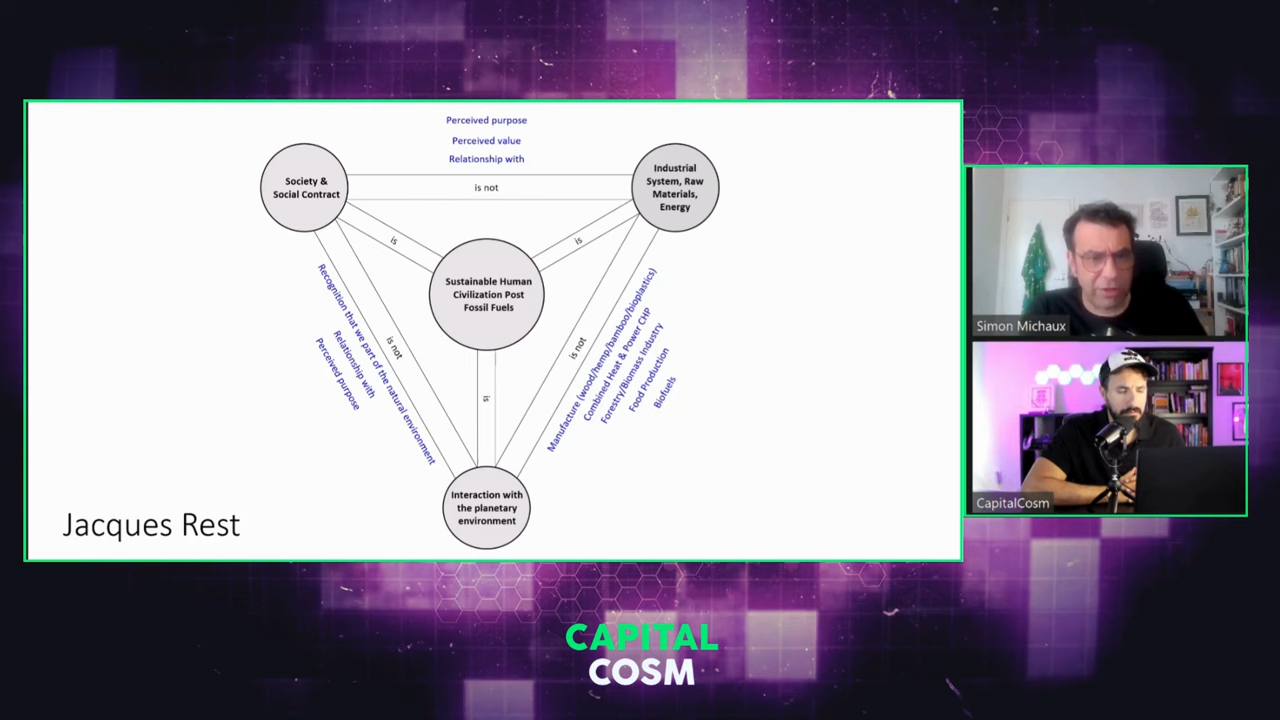 Perceived purpose
Perceived value
Relationship with
Society &
Social Contract
is not
Industrial
System, Raw
Materials,
Energy
is
is
Sustainable Human
Civilization Post
Fossil Fuels
Recognition that we part of the natural environment
Relationship with
Perceived purpose
is not
is
is not
Manufacture (wood/hemp/bamboo/bioplastics)
Combined Heat & Power CHP
Forestry/Biomass Industry
Food Production
Biofuels
Interaction with
the planetary
environment
Jacques Rest
Simon Michaux
CapitalCosm
CAPITAL
COSM